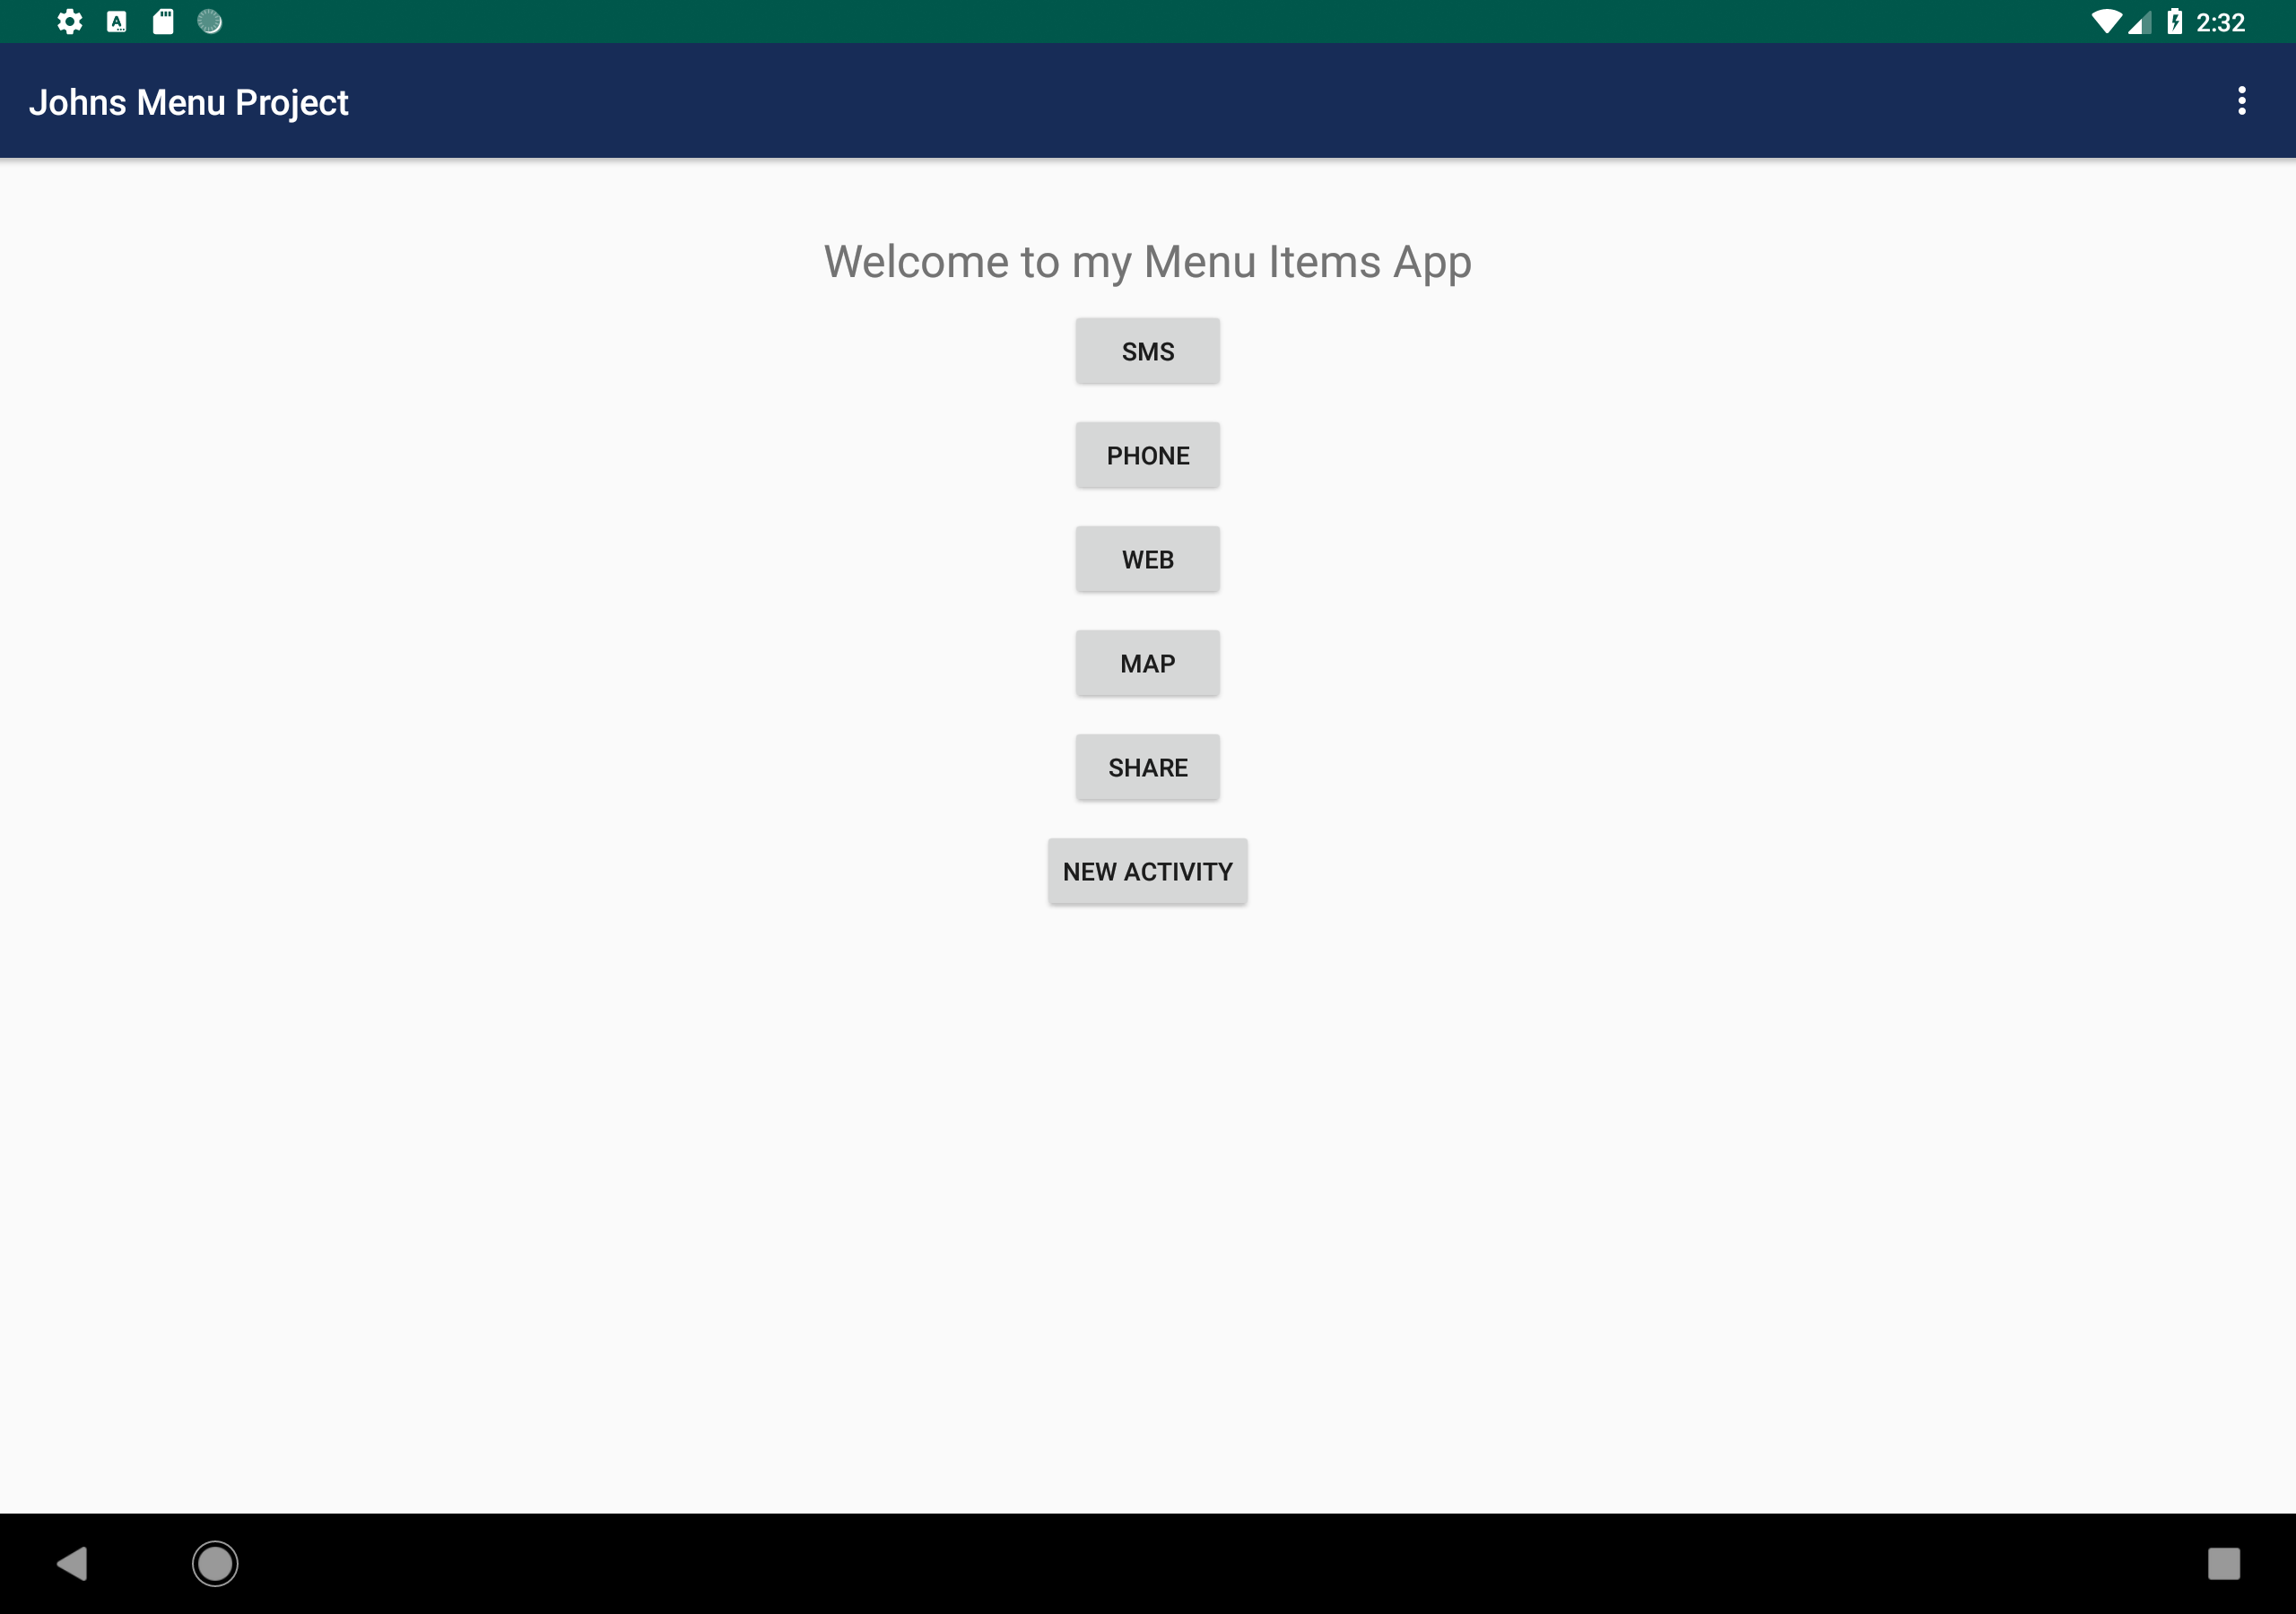 2:32
Johns Menu Project
Welcome to my Menu Items App
SMS
PHONE
WEB
MAP
SHARE
NEW ACTIVITY